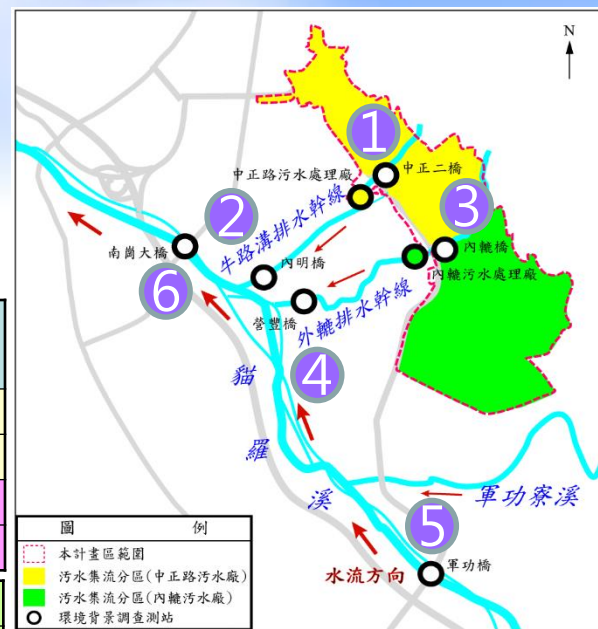 N
1
中正路污水處理廠
中正二橋
2
3
牛路溝排水幹線
南崗大橋
內轆橋
內轆污水處理廠
內明橋
6
營豐橋
外轆排水幹線
4
貓
羅
溪
軍功寮溪
5
水流方向
軍功橋
圖 例
本計畫區範圍
污水集流分區(中正路污水廠)
污水集流分區(內轆污水廠)
環境背景調查測站